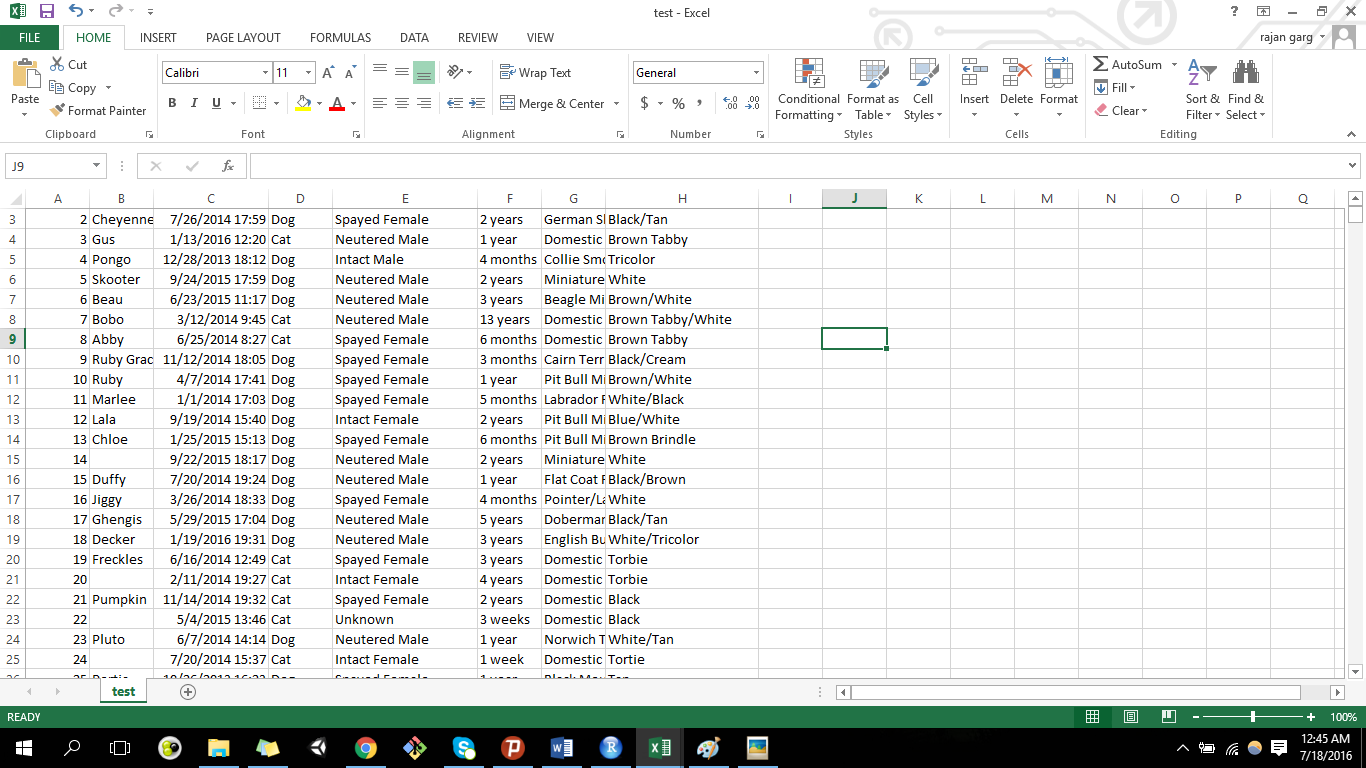 test - Excel
FILE HOME INSERT PAGE LAYOUT FORMULAS DATA REVIEW VIEW rajan garg
Paste Cut Copy Format Painter Clipboard
Calibri 11 B I U A Font
Wrap Text Merge & Center Alignment
General $ % , Number
Conditional Formatting Format as Table Cell Styles Styles
Insert Delete Format Cells
AutoSum Fill Clear Sort & Filter Find & Select Editing
J9 fx
A B C D E F G H I J K L M N O P Q
3 2 Cheyenne 7/26/2014 17:59 Dog Spayed Female 2 years German Black/Tan
4 3 Gus 1/13/2016 12:20 Cat Neutered Male 1 year Domestic Brown Tabby
5 4 Pongo 12/28/2013 18:12 Dog Intact Male 4 months Collie Smo Tricolor
6 5 Skooter 9/24/2015 17:59 Dog Neutered Male 2 years Miniature White
7 6 Beau 6/23/2015 11:17 Dog Neutered Male 3 years Beagle Mi Brown/White
8 7 Bobo 3/12/2014 9:45 Cat Neutered Male 13 years Domestic Brown Tabby/White
9 8 Abby 6/25/2014 8:27 Cat Spayed Female 6 months Domestic Brown Tabby
10 9 Ruby Grac 11/12/2014 18:05 Dog Spayed Female 3 months Cairn Terr Black/Cream
11 10 Ruby 4/7/2014 17:41 Dog Spayed Female 1 year Pit Bull Mi Brown/White
12 11 Marlee 1/1/2014 17:03 Dog Spayed Female 5 months Labrador White/Black
13 12 Lala 9/19/2014 15:40 Dog Intact Female 2 years Pit Bull Mi Blue/White
14 13 Chloe 1/25/2015 15:13 Dog Spayed Female 6 months Pit Bull Mi Brown Brindle
15 14 9/22/2015 18:17 Dog Neutered Male 2 years Miniature White
16 15 Duffy 7/20/2014 19:24 Dog Neutered Male 1 year Flat Coat Black/Brown
17 16 Jiggy 3/26/2014 18:33 Dog Spayed Female 4 months Pointer/La White
18 17 Ghengis 5/29/2015 17:04 Dog Neutered Male 5 years Doberman Black/Tan
19 18 Decker 1/19/2016 19:31 Dog Neutered Male 3 years English Bu White/Tricolor
20 19 Freckles 6/16/2014 12:49 Cat Spayed Female 3 years Domestic Torbie
21 20 2/11/2014 19:27 Cat Intact Female 4 years Domestic Torbie
22 21 Pumpkin 11/14/2014 19:32 Cat Spayed Female 2 years Domestic Black
23 22 5/4/2015 13:46 Cat Unknown 3 weeks Domestic Black
24 23 Pluto 6/7/2014 14:14 Dog Neutered Male 1 year Norwich T White/Tan
25 24 7/20/2014 15:37 Cat Intact Female 1 week Domestic Tortie
test
READY 100%
12:45 AM
7/18/2016